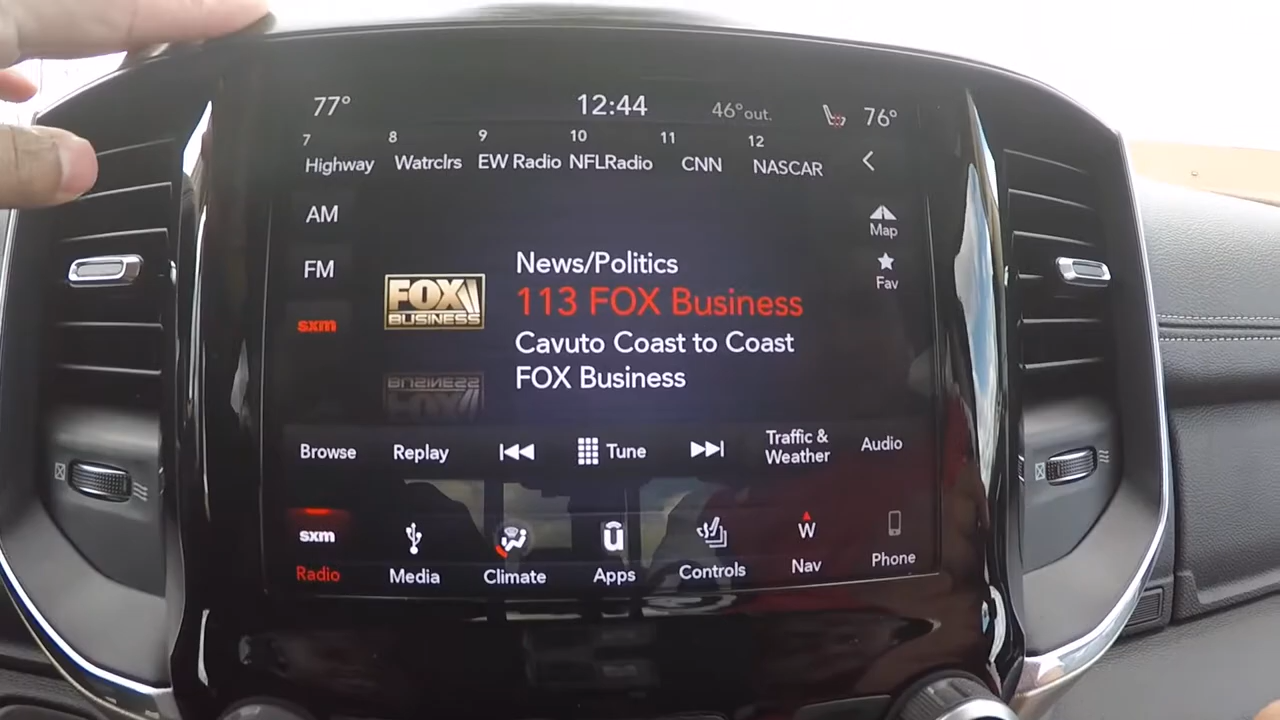 77° 12:44 46°out. 76°
7 8 9 10 11 12
Highway Watrclrs EW Radio NFLRadio CNN NASCAR
AM
Map
FM
Fav
sxm
FOX
BUSINESS
News/Politics
113 FOX Business
Cavuto Coast to Coast
FOX Business
Browse Replay Tune Traffic &
Weather Audio
sxm
Radio Media Climate Apps Controls W
Nav Phone